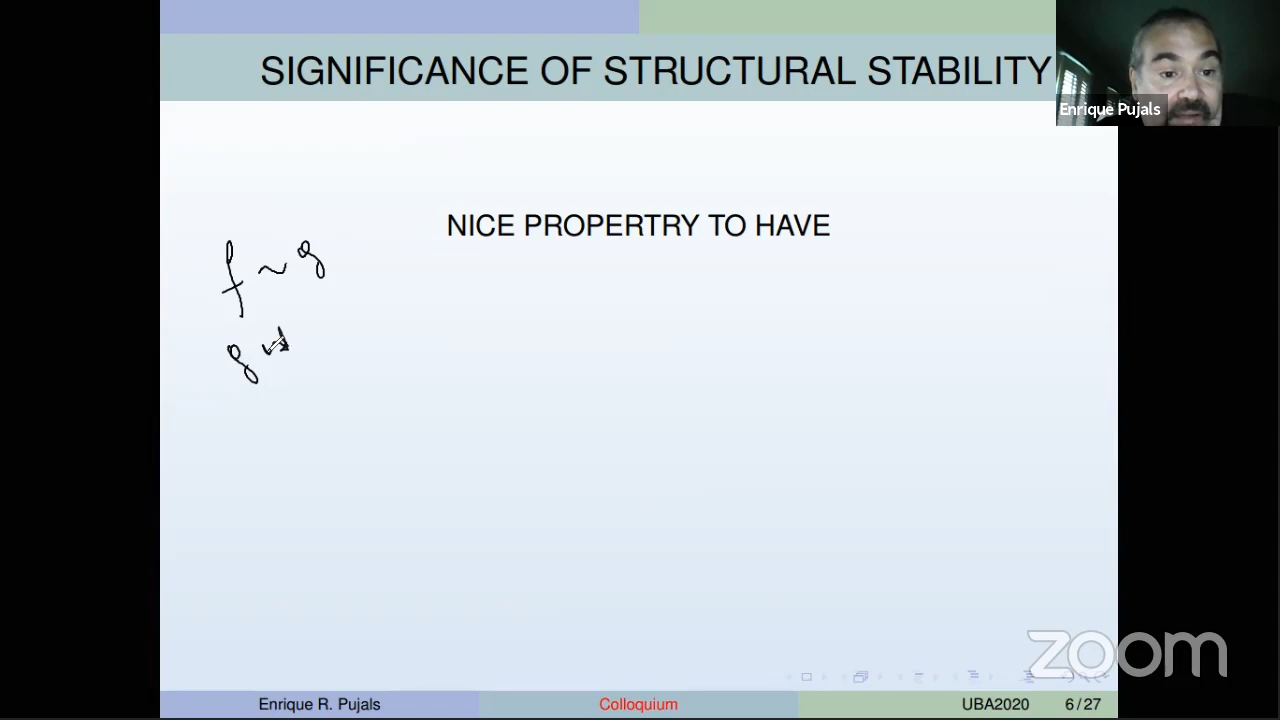 SIGNIFICANCE OF STRUCTURAL STABILITY
Enrique Pujals
NICE PROPERTRY TO HAVE
f ~ g
g
zoom
Enrique R. Pujals
Colloquium
UBA2020
6 / 27